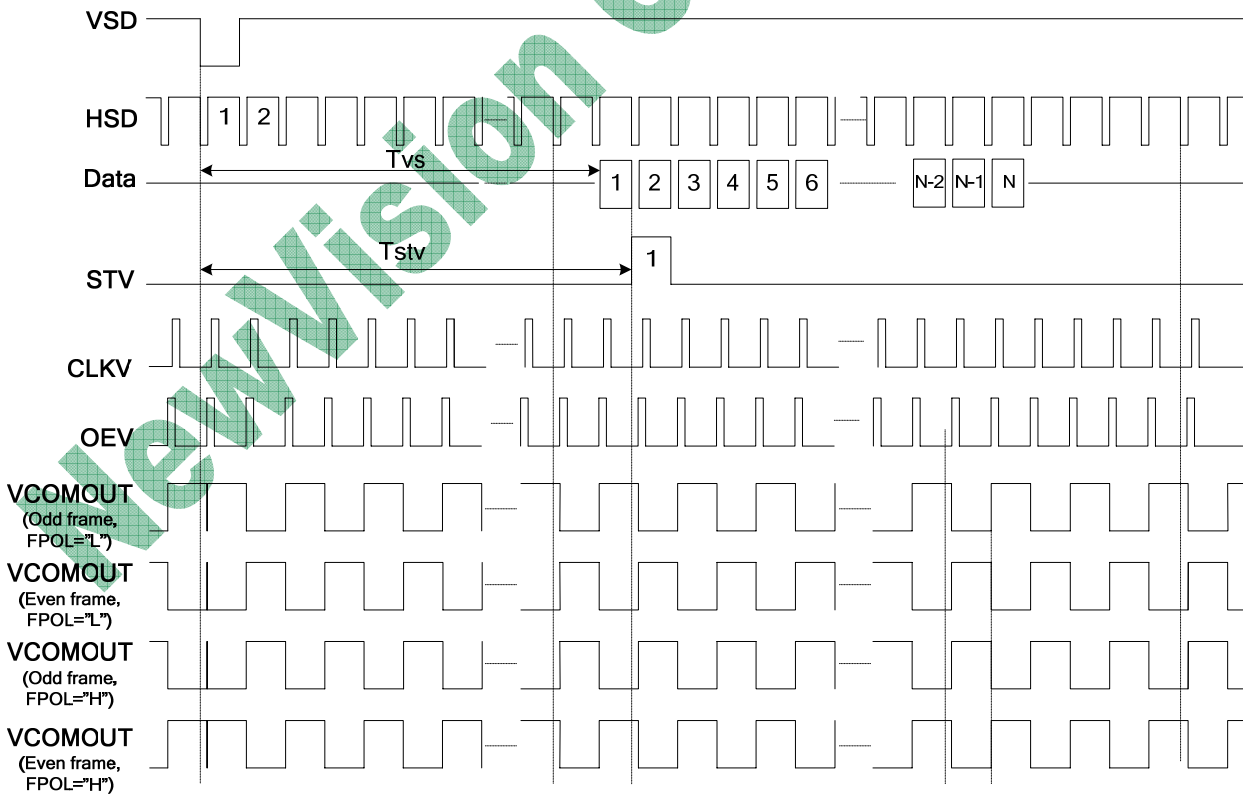 VSD
HSD
1 2
Tvs
Data
1 2 3 4 5 6 N-2 N-1 N
Tstv
1
STV
CLKV
OEV
VCOMOUT
(Odd frame,
FPOL="L")
VCOMOUT
(Even frame,
FPOL="L")
VCOMOUT
(Odd frame,
FPOL="H")
VCOMOUT
(Even frame,
FPOL="H")
NewVision